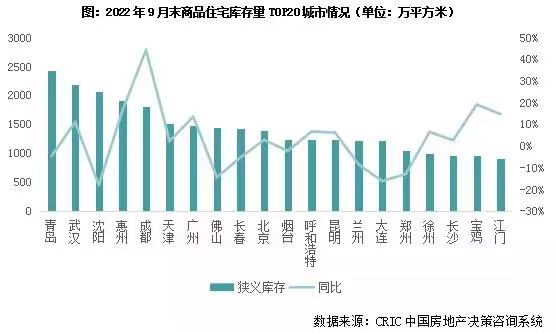 图：2022年9月末商品住宅库存量TOP20城市情况（单位：万平方米）
3000
2500
2000
1500
1000
500
0
50%
40%
30%
20%
10%
0%
-10%
-20%
-30%
青岛
武汉
沈阳
惠州
成都
天津
广州
佛山
长春
北京
烟台
呼和浩特
昆明
兰州
大连
郑州
徐州
长沙
宝鸡
江门
狭义库存
同比
数据来源：CRIC中国房地产决策咨询系统